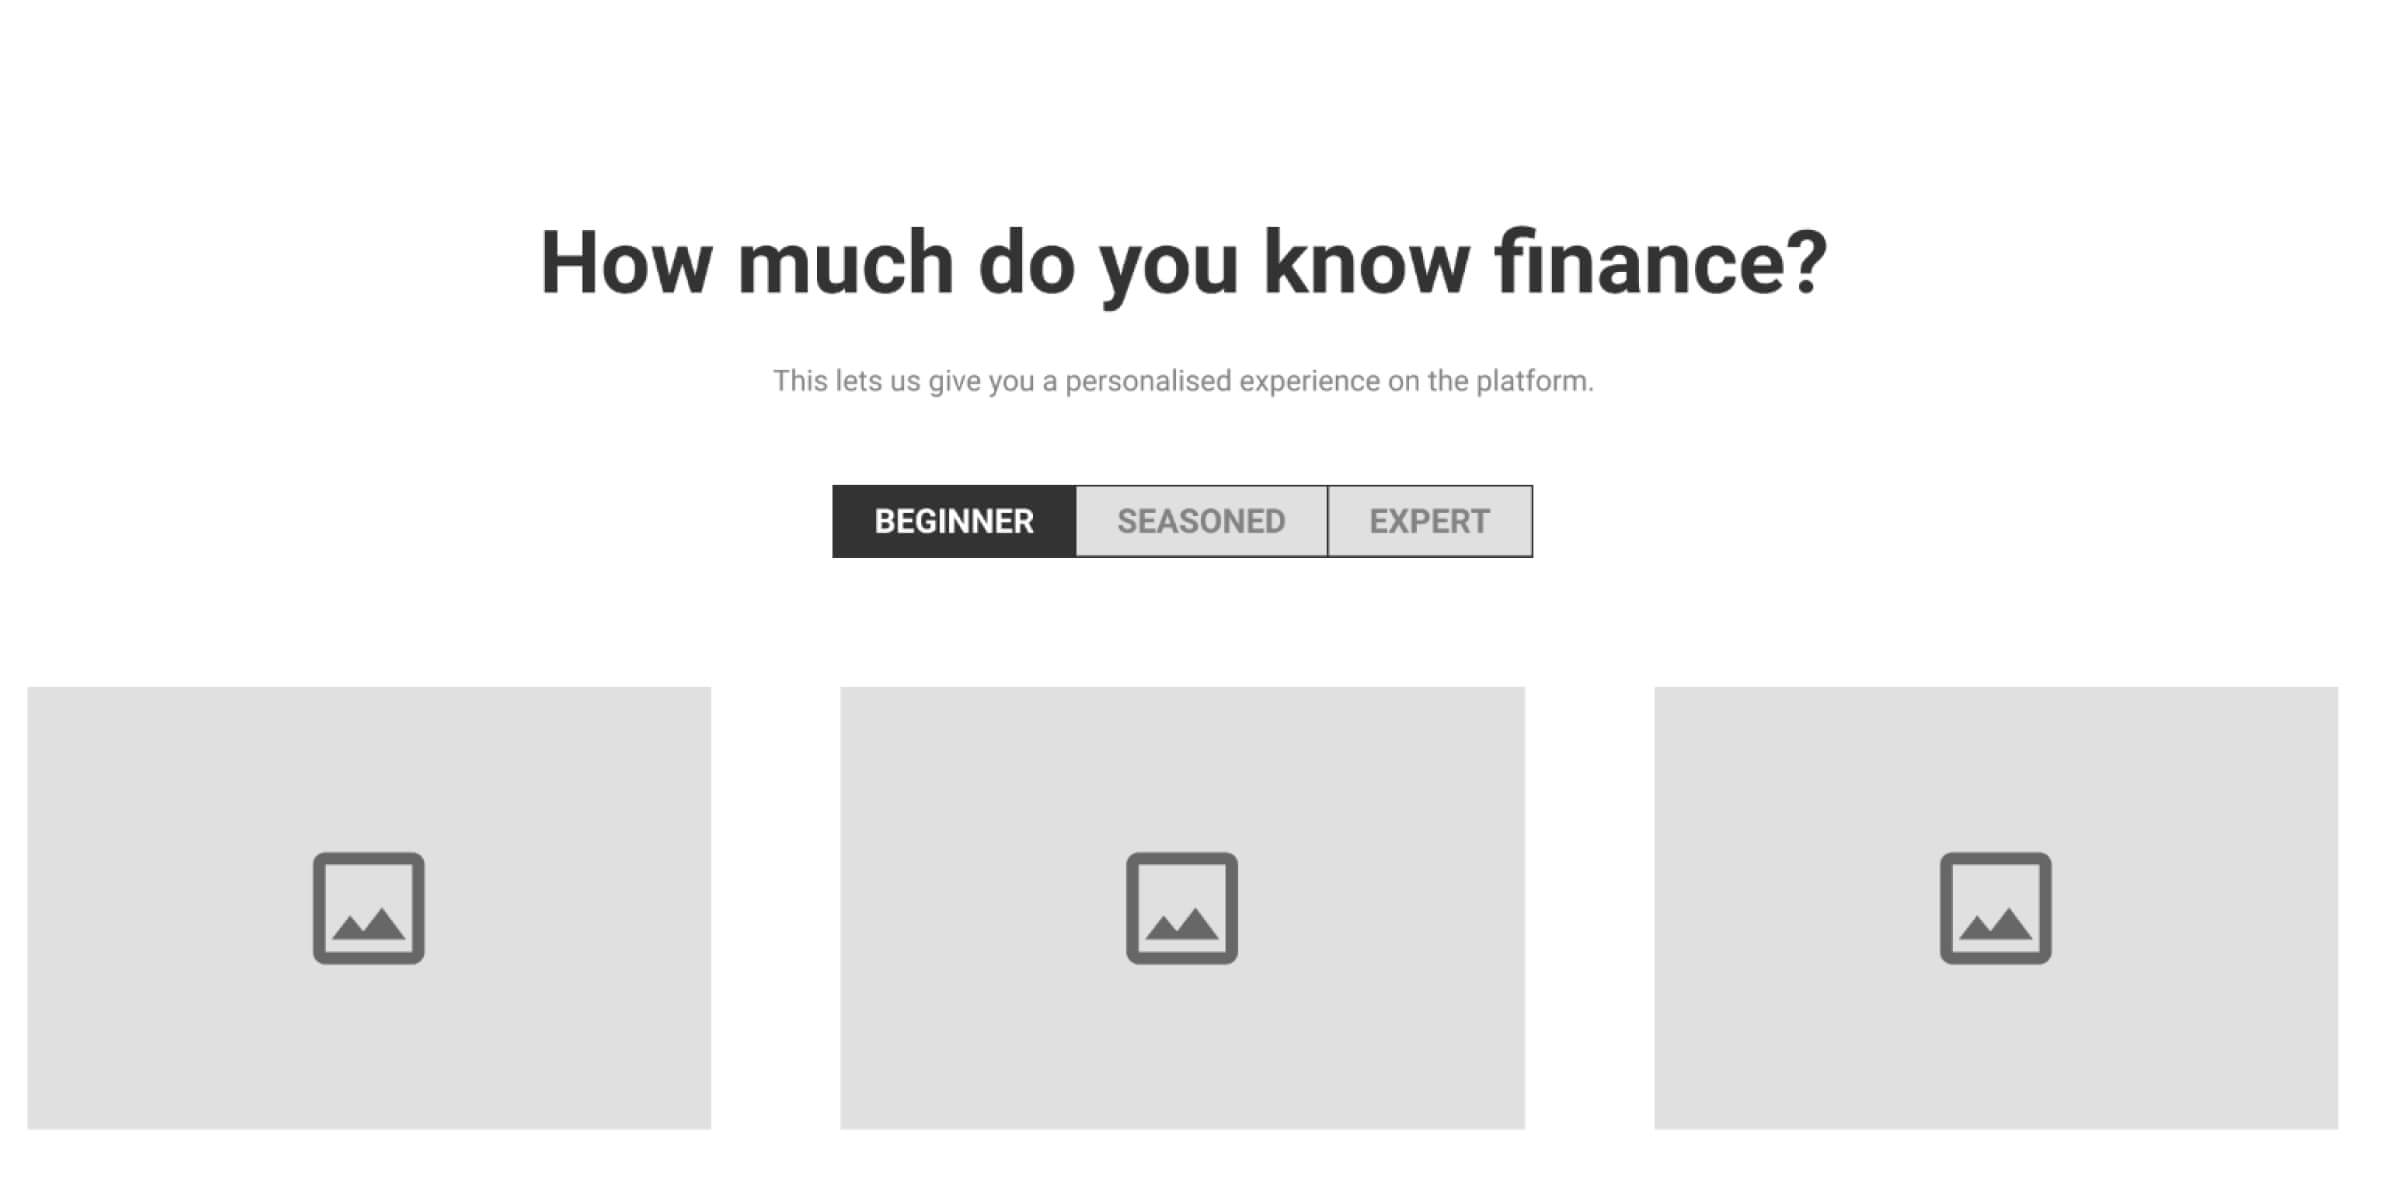 How much do you know finance?
This lets us give you a personalised experience on the platform.
BEGINNER SEASONED EXPERT